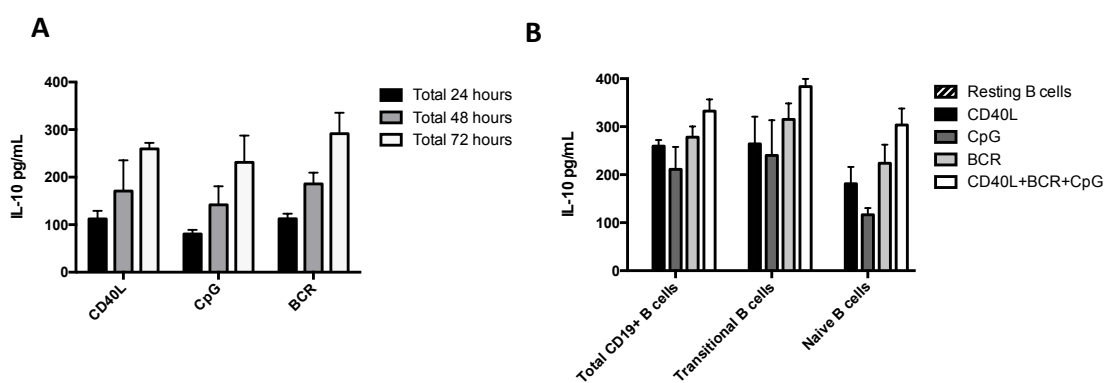 A
400
300
200
100
0
IL-10 pg/mL
CD40L
CpG
BCR
Total 24 hours
Total 48 hours
Total 72 hours
B
400
300
200
100
0
IL-10 pg/mL
Total CD19+ B cells
Transitional B cells
Naive B cells
Resting B cells
CD40L
CpG
BCR
CD40L+BCR+CpG